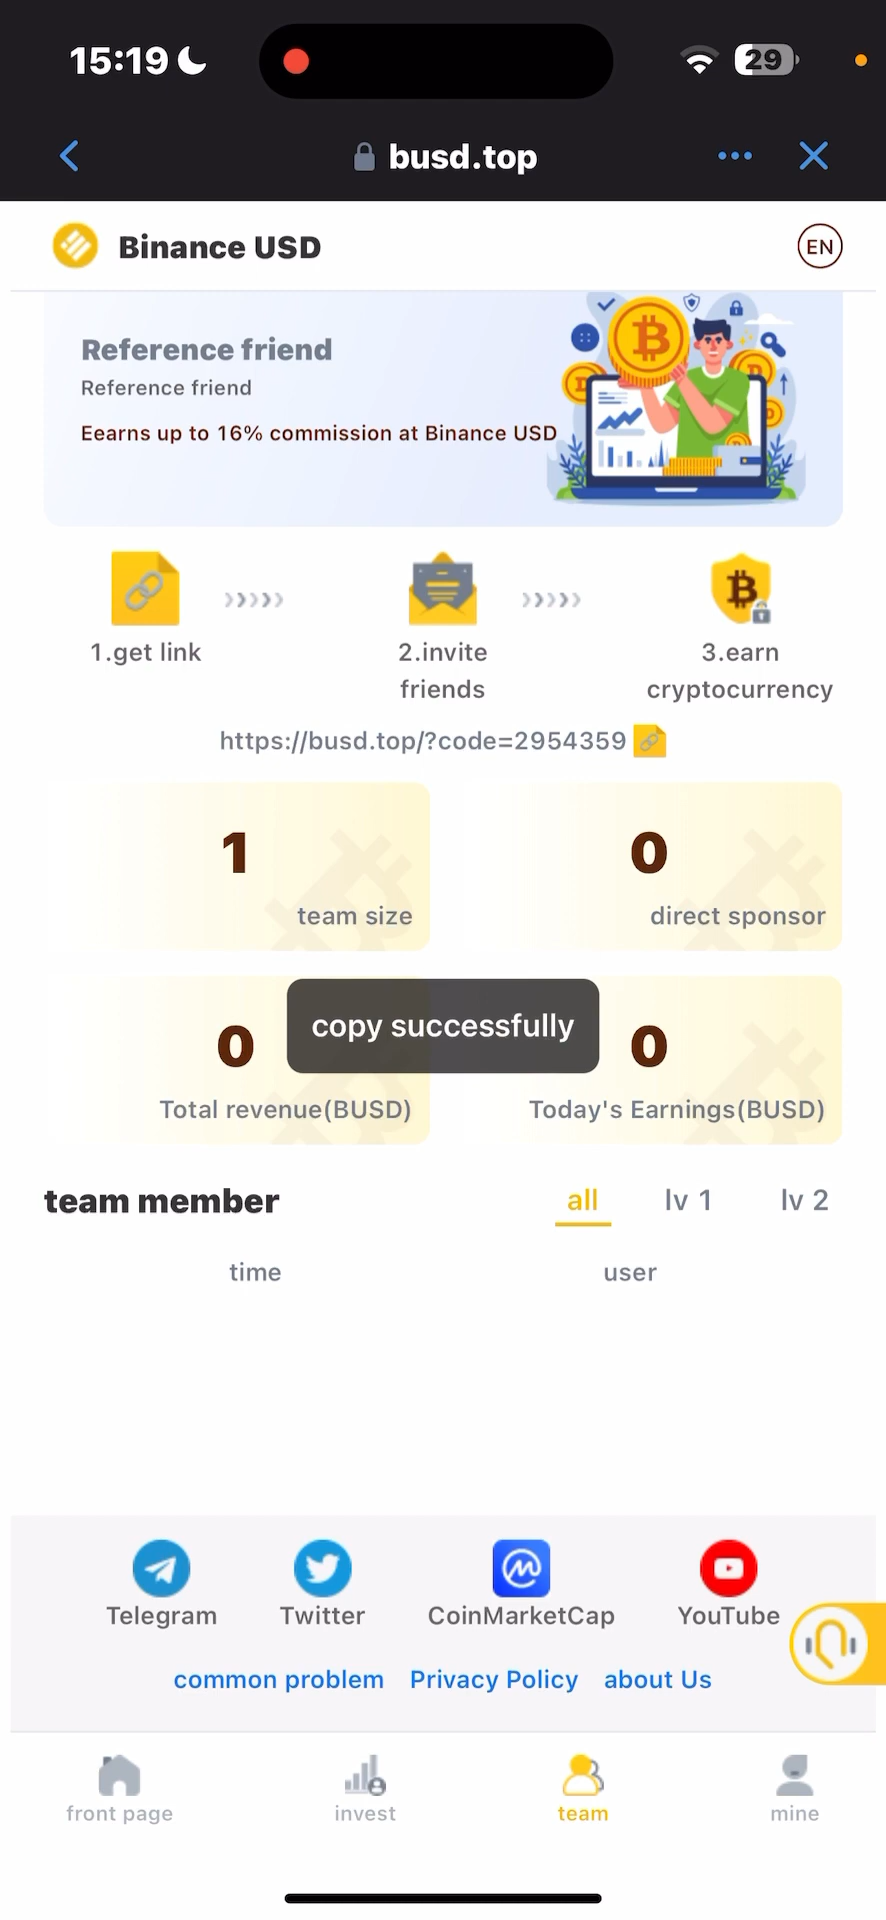 15:19
29
busd.top
Binance USD
EN
Reference friend
Reference friend
Eearns up to 16% commission at Binance USD
1.get link
2.invite friends
3.earn cryptocurrency
https://busd.top/?code=2954359
1
team size
0
direct sponsor
0
Total revenue(BUSD)
0
Today's Earnings(BUSD)
copy successfully
team member
all
lv 1
lv 2
time
user
Telegram
Twitter
CoinMarketCap
YouTube
common problem
Privacy Policy
about Us
front page
invest
team
mine